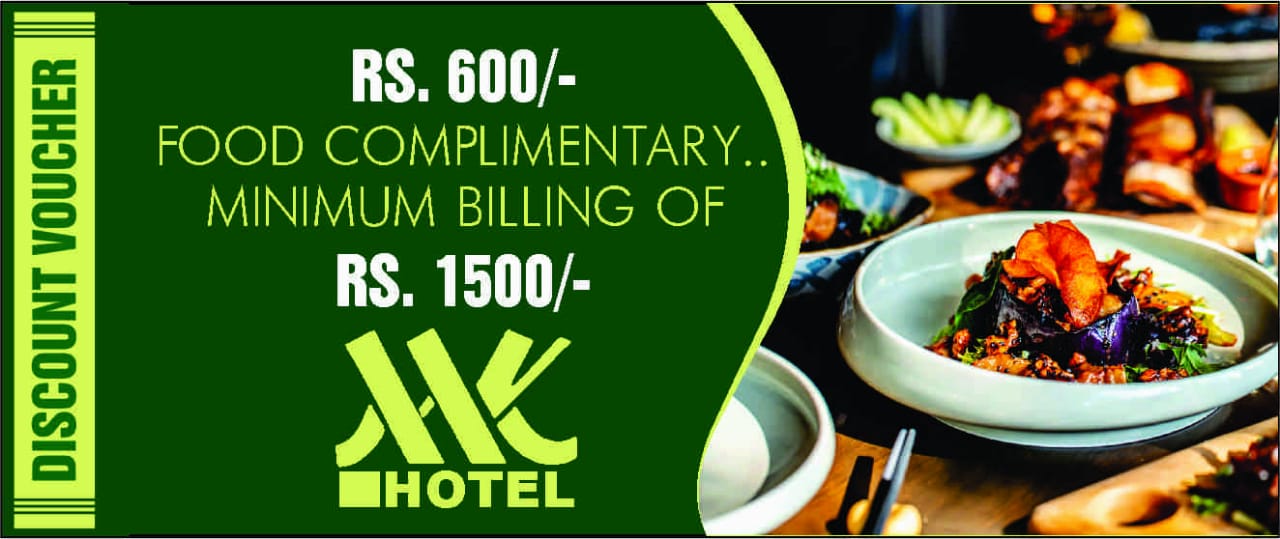 DISCOUNT VOUCHER
RS. 600/-
FOOD COMPLIMENTARY..
MINIMUM BILLING OF
RS. 1500/-
HOTEL